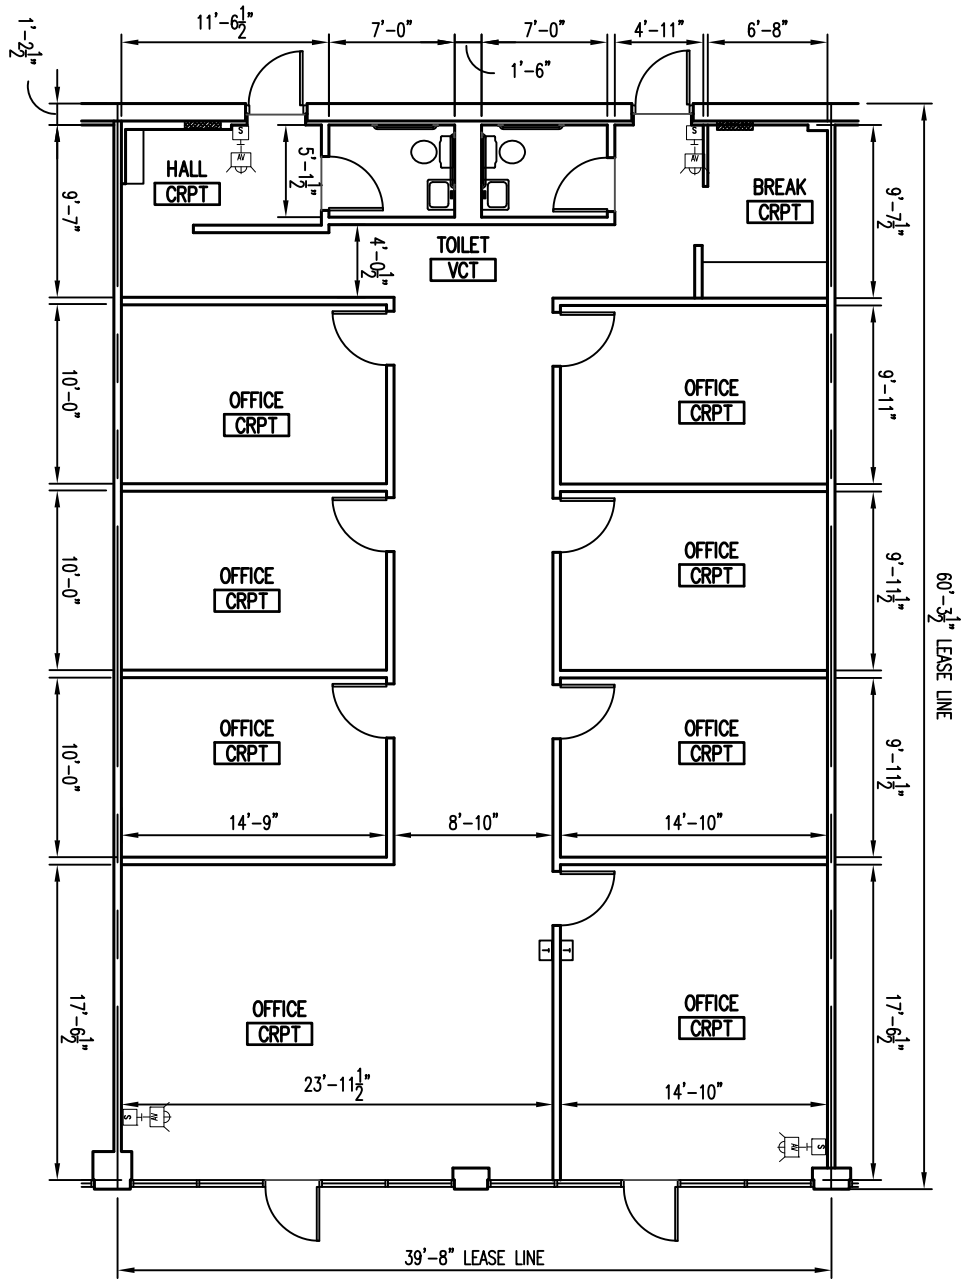 11'-6½"
7'-0"
7'-0"
4'-11"
6'-8"
1'-2½"
1'-6"
S
AV
S
AV
HALL
CRPT
5'-1½"
BREAK
CRPT
9'-7"
9'-7½"
TOILET
VCT
4'-0½"
10'-0"
OFFICE
CRPT
OFFICE
CRPT
9'-11"
10'-0"
OFFICE
CRPT
OFFICE
CRPT
9'-11½"
60'-3½" LEASE LINE
10'-0"
OFFICE
CRPT
OFFICE
CRPT
9'-11½"
14'-9"
8'-10"
14'-10"
T
T
17'-6½"
OFFICE
CRPT
OFFICE
CRPT
17'-6½"
23'-11½"
14'-10"
S
AV
AV
S
39'-8" LEASE LINE